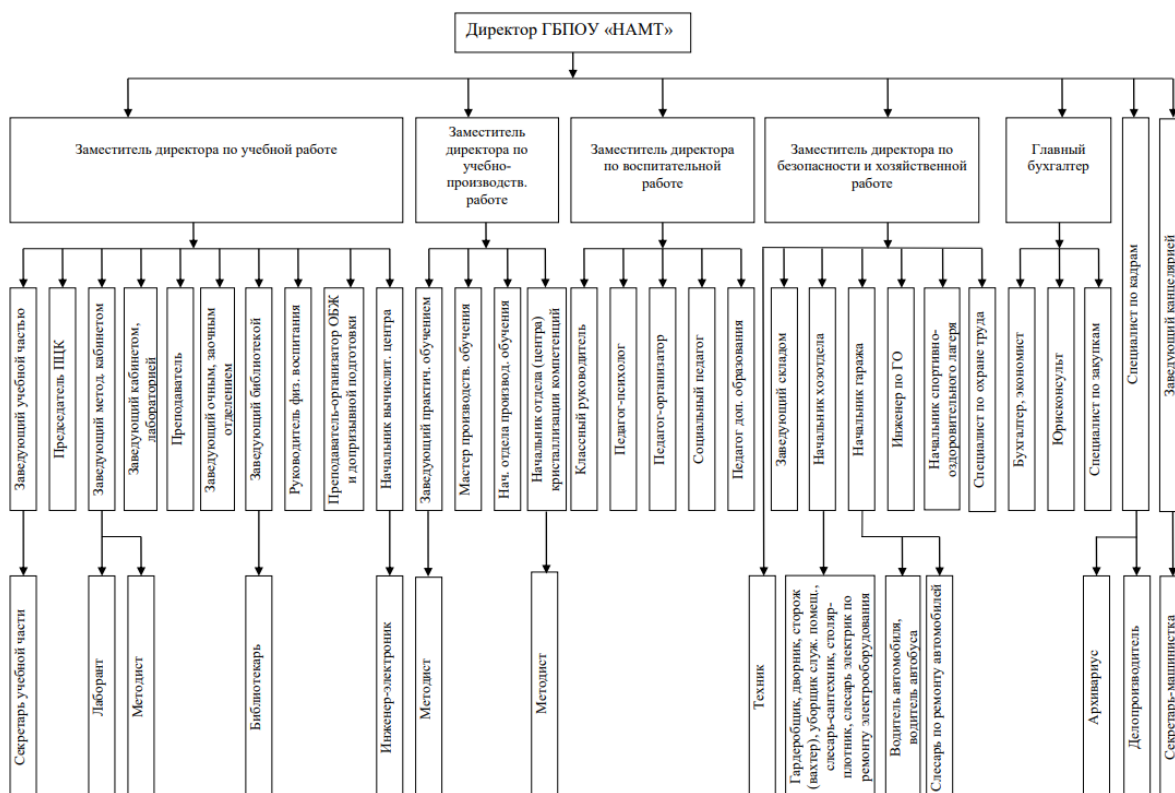 Директор ГБПОУ «НАМТ»
Заместитель директора по учебной работе
Заместитель
директора по
учебно-
производств.
работе
Заместитель директора
по воспитательной
работе
Заместитель директора по
безопасности и хозяйственной
работе
Главный
бухгалтер
Специалист по кадрам
Заведующий канцелярией
Заведующий учебной частью
Председатель ПЦК
Заведующий метод. кабинетом
Заведующий кабинетом,
лабораторией
Преподаватель
Заведующий очным, заочным
отделением
Заведующий библиотекой
Руководитель физ. воспитания
Преподаватель-организатор ОБЖ
и допризывной подготовки
Начальник вычислит. центра
Заведующий практич. обучением
Мастер производств. обучения
Нач. отдела производ. обучения
Начальник отдела (центра)
кристализации компетенций
Классный руководитель
Педагог-психолог
Педагог-организатор
Социальный педагог
Педагог доп. образования
Заведующий складом
Начальник хозотдела
Начальник гаража
Инженер по ГО
Начальник спортивно-
оздоровительного лагеря
Специалист по охране труда
Бухгалтер, экономист
Юрисконсульт
Специалист по закупкам
Секретарь учебной части
Лаборант
Методист
Библиотекарь
Инженер-электроник
Методист
Методист
Техник
Гардеробщик, дворник, сторож
(вахтер), уборщик служ. помещ.,
слесарь-сантехник, столяр-
плотник, слесарь электрик по
ремонту электрооборудования
Водитель автомобиля,
водитель автобуса
Слесарь по ремонту автомобилей
Архивариус
Делопроизводитель
Секретарь-машинистка